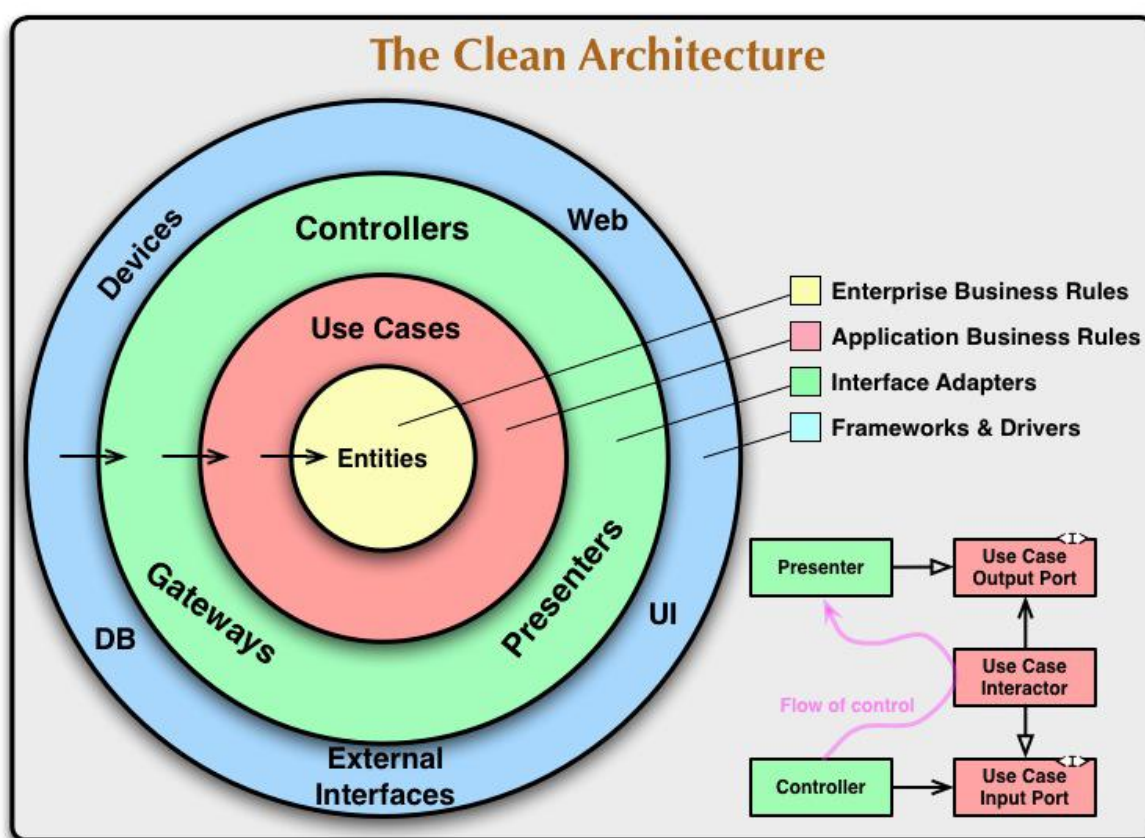 The Clean Architecture
Devices
Web
Controllers
Use Cases
Entities
Gateways
Presenters
DB
UI
External
Interfaces
Enterprise Business Rules
Application Business Rules
Interface Adapters
Frameworks & Drivers
Presenter
<I>
Use Case
Output Port
Use Case
Interactor
Flow of control
Controller
<I>
Use Case
Input Port